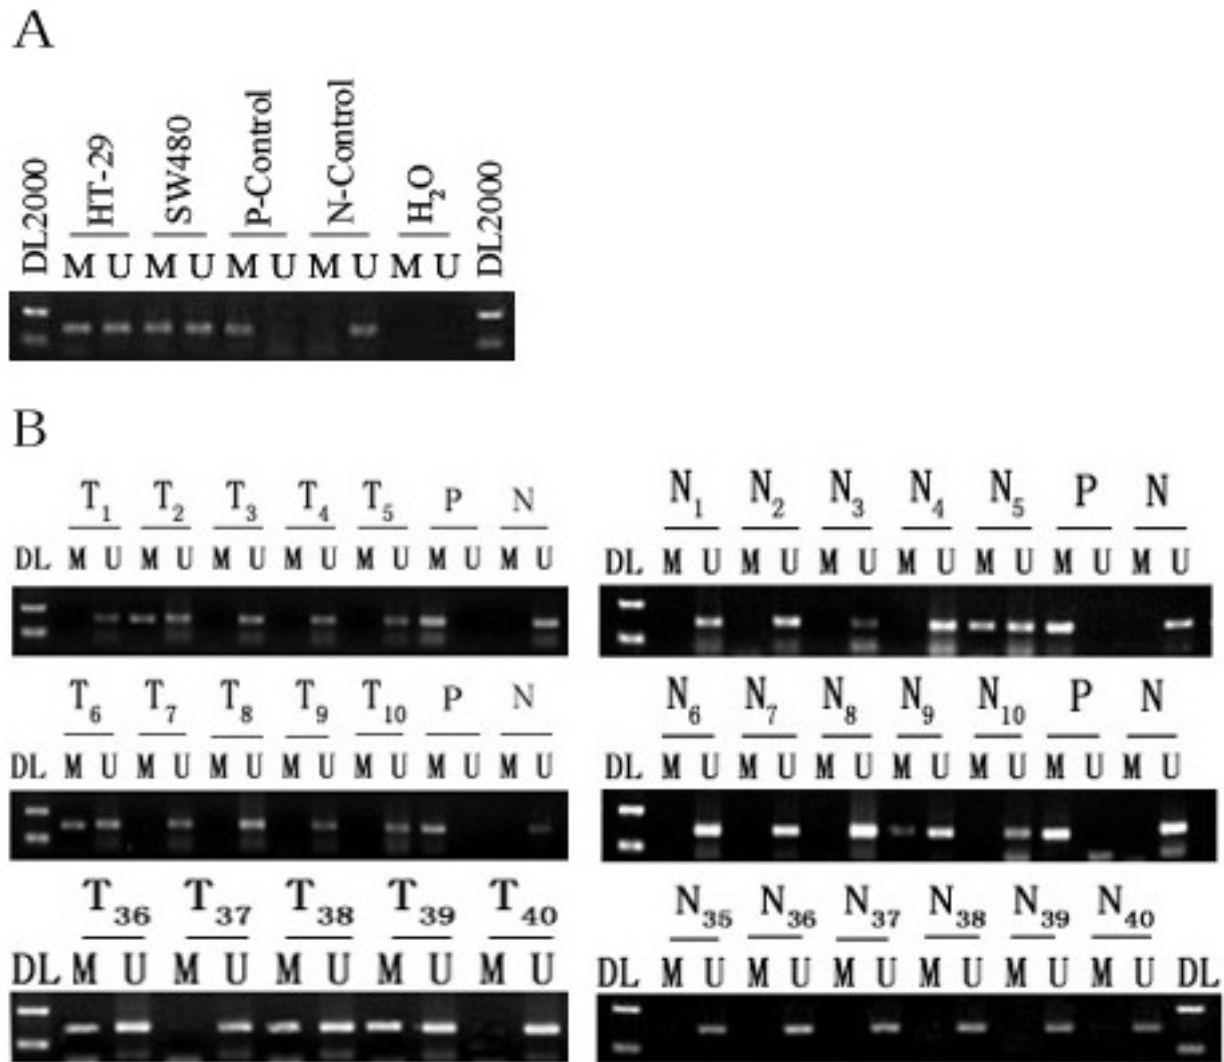 A
DL2000 HT-29 SW480 P-Control N-Control H₂O DL2000
M U M U M U M U M U
B
T₁ T₂ T₃ T₄ T₅ P N
DL M U M U M U M U M U M U M U
N₁ N₂ N₃ N₄ N₅ P N
DL M U M U M U M U M U M U M U
T₆ T₇ T₈ T₉ T₁₀ P N
DL M U M U M U M U M U M U M U
N₆ N₇ N₈ N₉ N₁₀ P N
DL M U M U M U M U M U M U M U
T₃₆ T₃₇ T₃₈ T₃₉ T₄₀
DL M U M U M U M U M U
N₃₅ N₃₆ N₃₇ N₃₈ N₃₉ N₄₀
DL M U M U M U M U M U M U DL